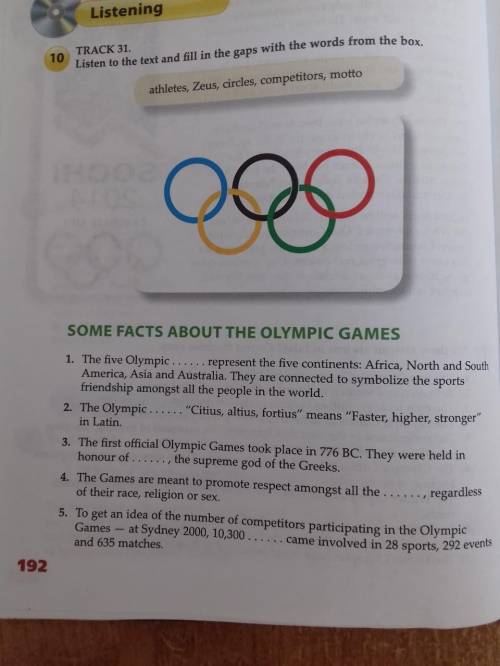 Listening
10 TRACK 31.
Listen to the text and fill in the gaps with the words from the box.
athletes, Zeus, circles, competitors, motto
SOCHI
2014
SOME FACTS ABOUT THE OLYMPIC GAMES
1. The five Olympic . . . . . . represent the five continents: Africa, North and South
America, Asia and Australia. They are connected to symbolize the sports
friendship amongst all the people in the world.
2. The Olympic . . . . . . “Citius, altius, fortius” means “Faster, higher, stronger”
in Latin.
3. The first official Olympic Games took place in 776 BC. They were held in
honour of . . . . . . , the supreme god of the Greeks.
4. The Games are meant to promote respect amongst all the . . . . . . , regardless
of their race, religion or sex.
5. To get an idea of the number of competitors participating in the Olympic
Games — at Sydney 2000, 10,300 . . . . . . came involved in 28 sports, 292 events
and 635 matches.
192